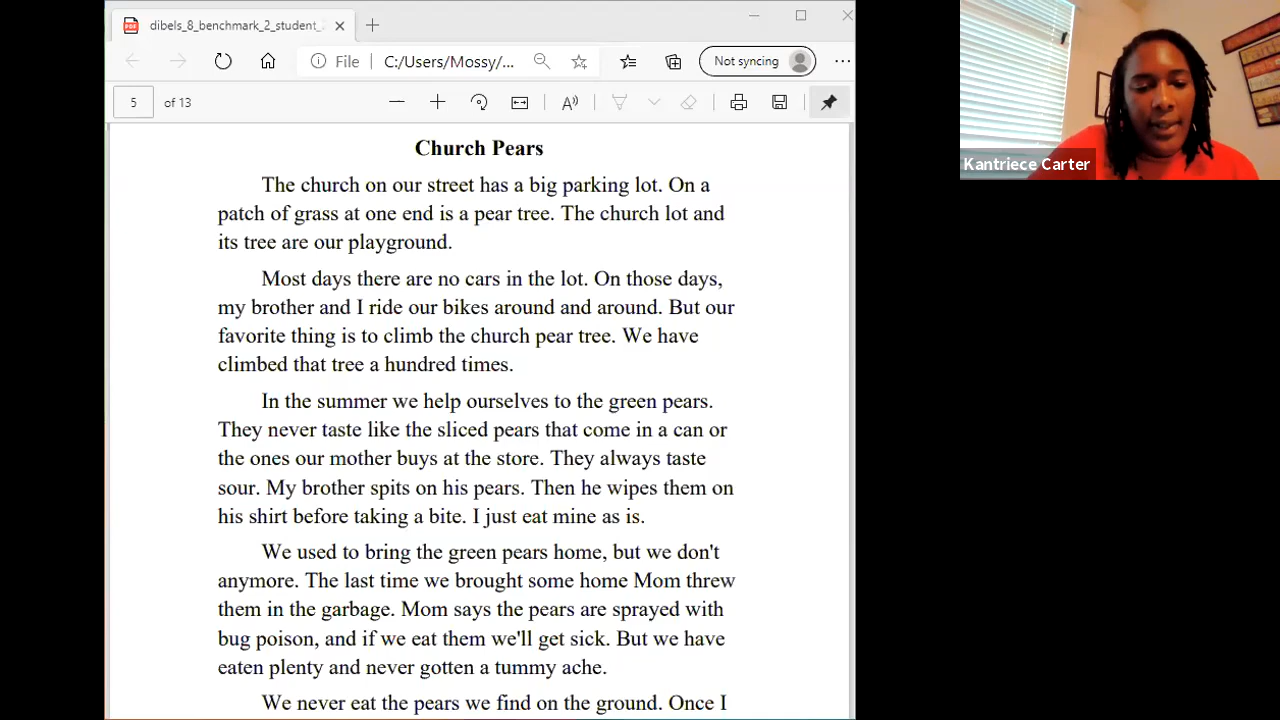 dibels_8_benchmark_2_student_
File
C:/Users/Mossy/...
Not syncing
5
of 13
Kantriece Carter
Church Pears
The church on our street has a big parking lot. On a
patch of grass at one end is a pear tree. The church lot and
its tree are our playground.
Most days there are no cars in the lot. On those days,
my brother and I ride our bikes around and around. But our
favorite thing is to climb the church pear tree. We have
climbed that tree a hundred times.
In the summer we help ourselves to the green pears.
They never taste like the sliced pears that come in a can or
the ones our mother buys at the store. They always taste
sour. My brother spits on his pears. Then he wipes them on
his shirt before taking a bite. I just eat mine as is.
We used to bring the green pears home, but we don't
anymore. The last time we brought some home Mom threw
them in the garbage. Mom says the pears are sprayed with
bug poison, and if we eat them we'll get sick. But we have
eaten plenty and never gotten a tummy ache.
We never eat the pears we find on the ground. Once I